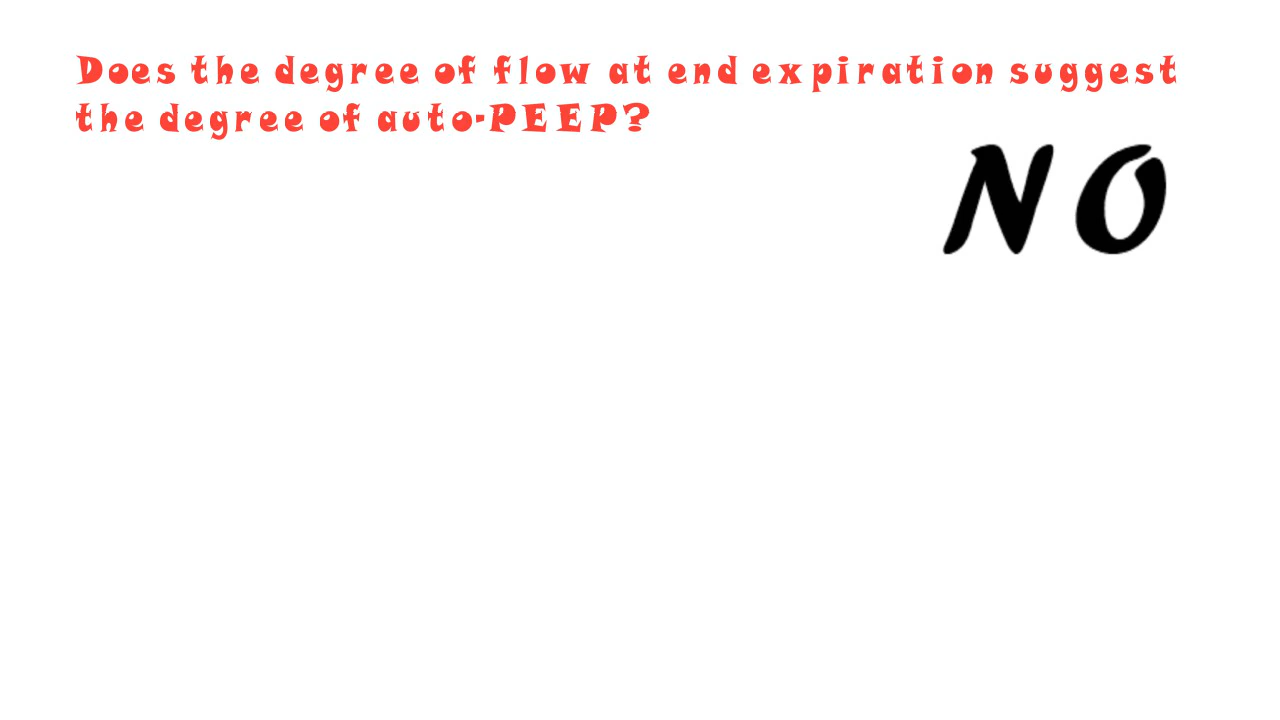 Does the degree of flow at end expiration suggest
the degree of auto-PEEP?
NO